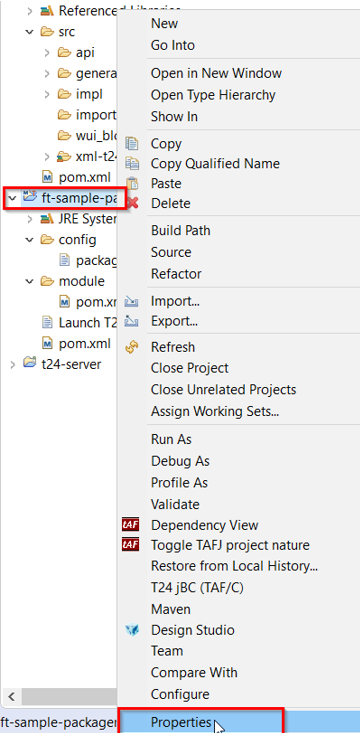 Referenced Libraries
src
api
genera
impl
import
wui_blo
xml-t24
pom.xml
ft-sample-pa
JRE System
config
packag
module
pom.xml
Launch T2
pom.xml
t24-server
ft-sample-packager
New
Go Into
Open in New Window
Open Type Hierarchy
Show In
Copy
Copy Qualified Name
Paste
Delete
Build Path
Source
Refactor
Import...
Export...
Refresh
Close Project
Close Unrelated Projects
Assign Working Sets...
Run As
Debug As
Profile As
Validate
tAF Dependency View
tAF Toggle TAFJ project nature
Restore from Local History...
T24 jBC (TAF/C)
Maven
Design Studio
Team
Compare With
Configure
Properties